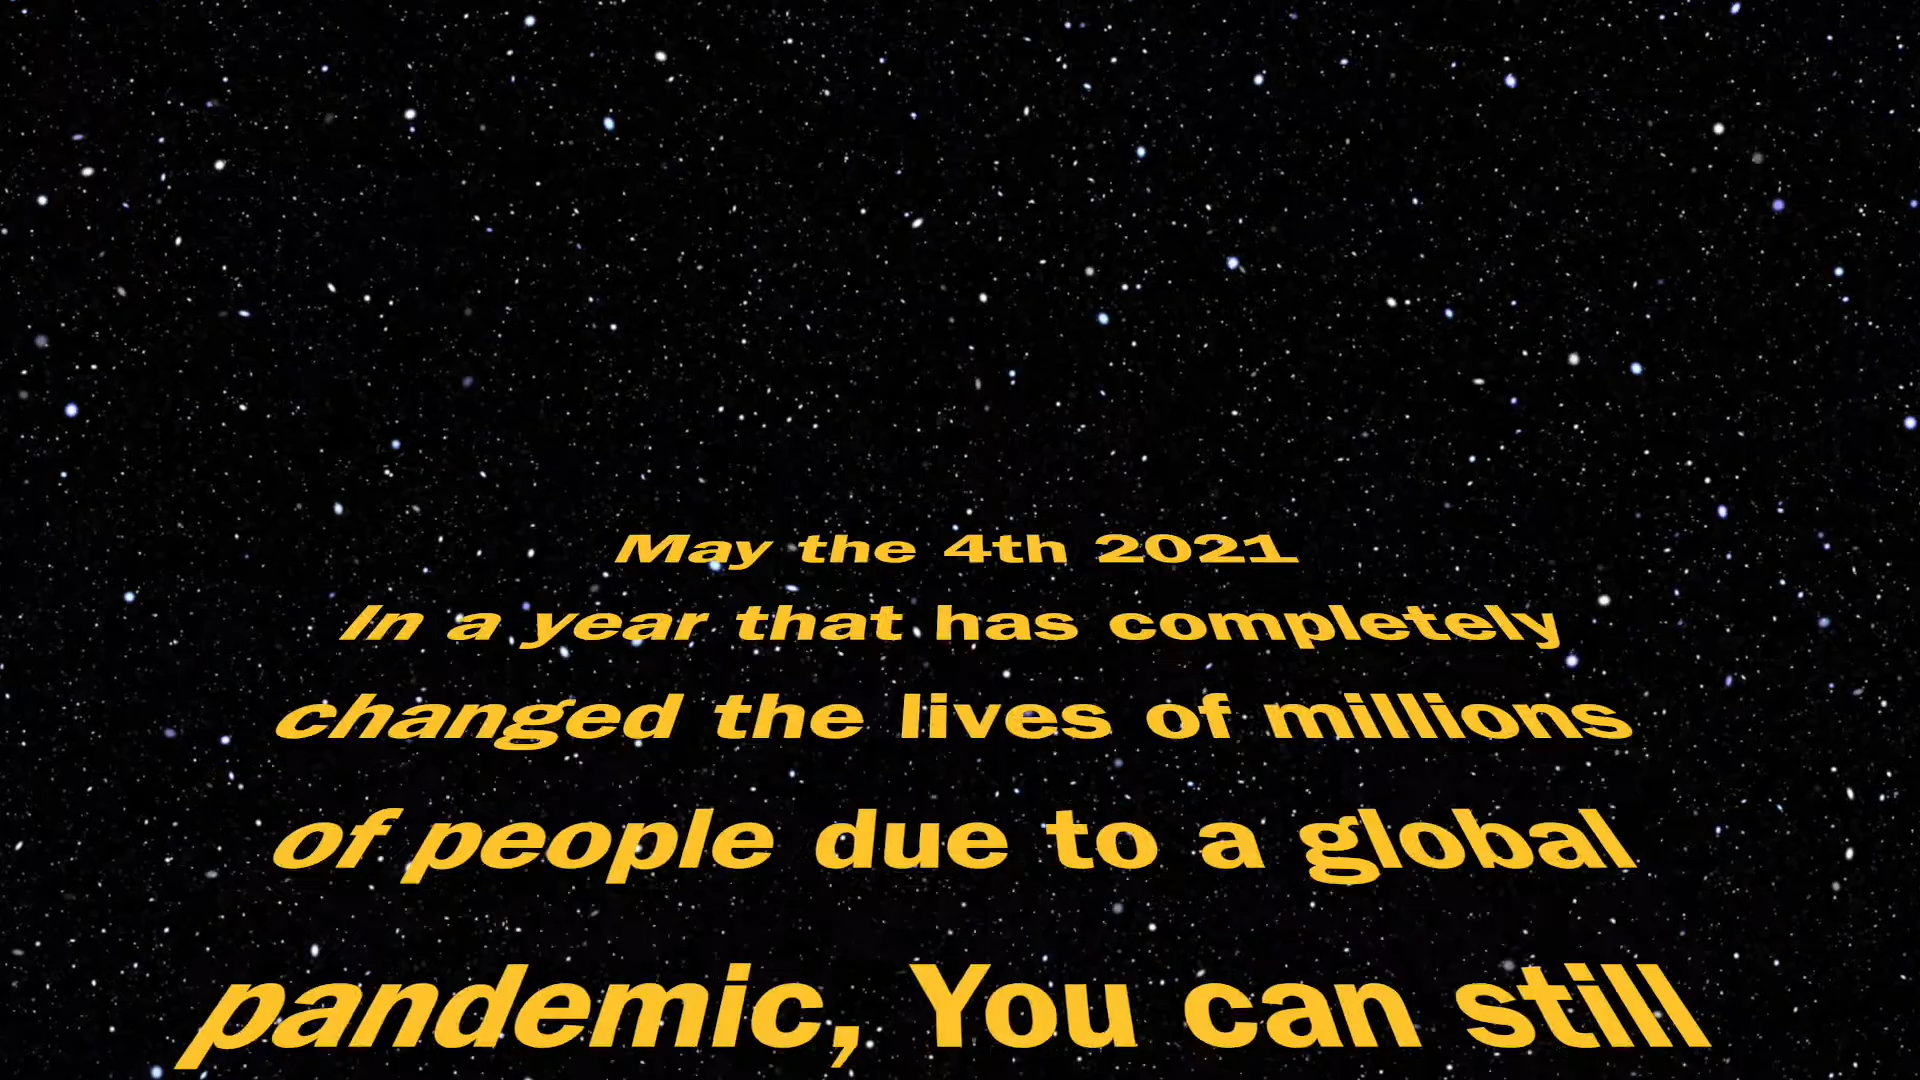 May the 4th 2021
In a year that has completely
changed the lives of millions
of people due to a global
pandemic, You can still